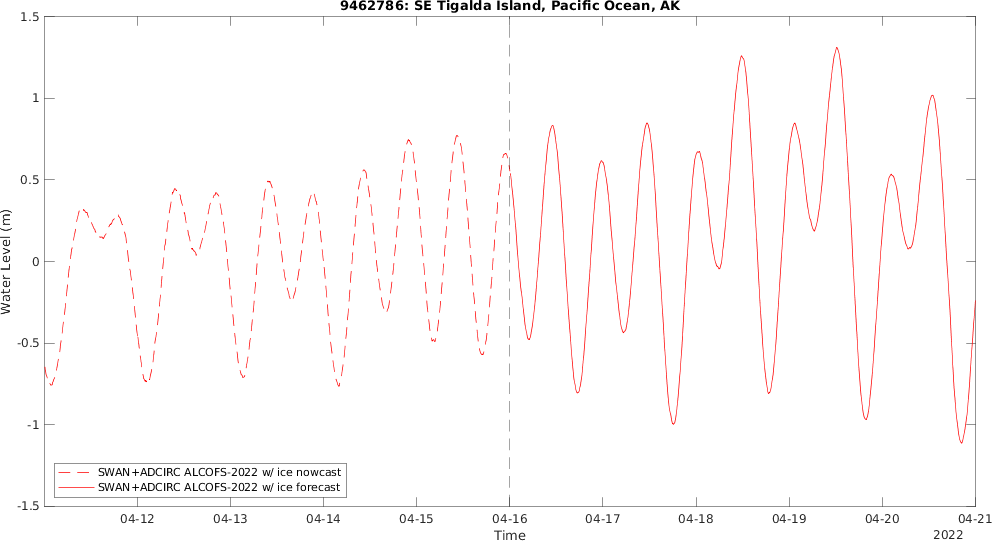 9462786: SE Tigalda Island, Pacific Ocean, AK
1.5
1
0.5
0
-0.5
-1
-1.5
Water Level (m)
SWAN+ADCIRC ALCOFS-2022 w/ ice nowcast
SWAN+ADCIRC ALCOFS-2022 w/ ice forecast
04-12 04-13 04-14 04-15 04-16 04-17 04-18 04-19 04-20 04-21
Time
2022